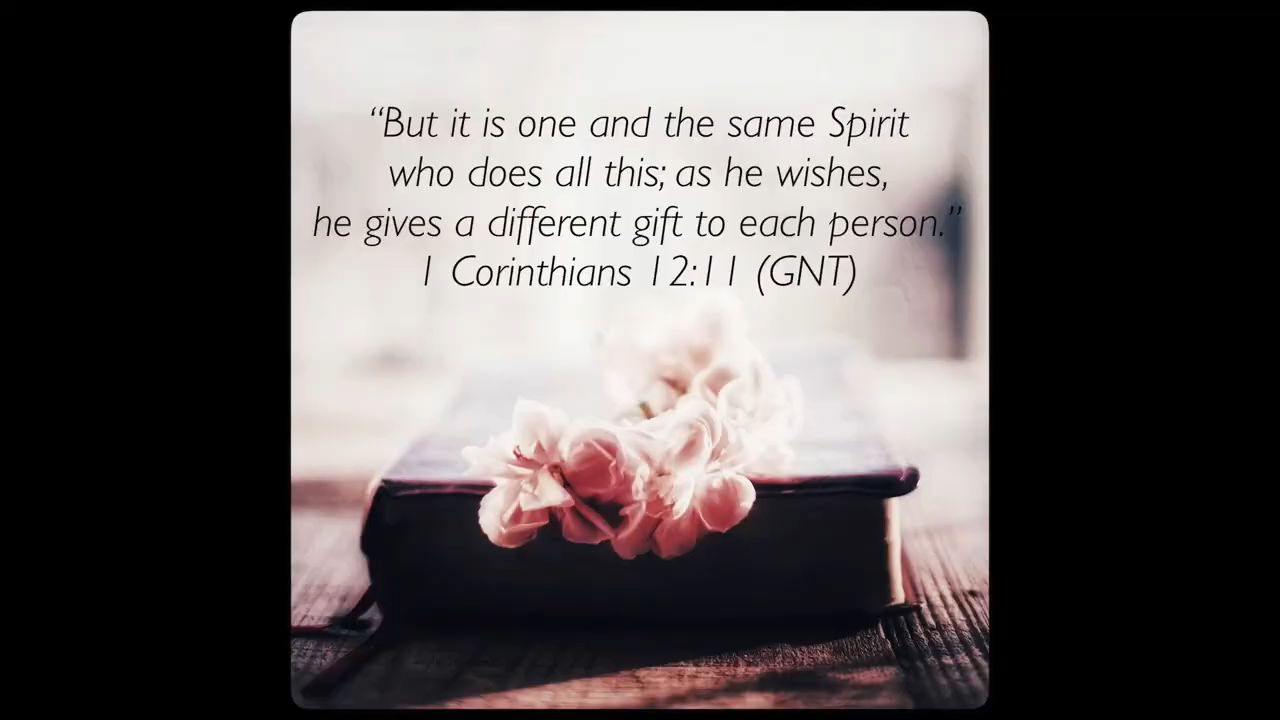 “But it is one and the same Spirit
who does all this; as he wishes,
he gives a different gift to each person.”
1 Corinthians 12:11 (GNT)